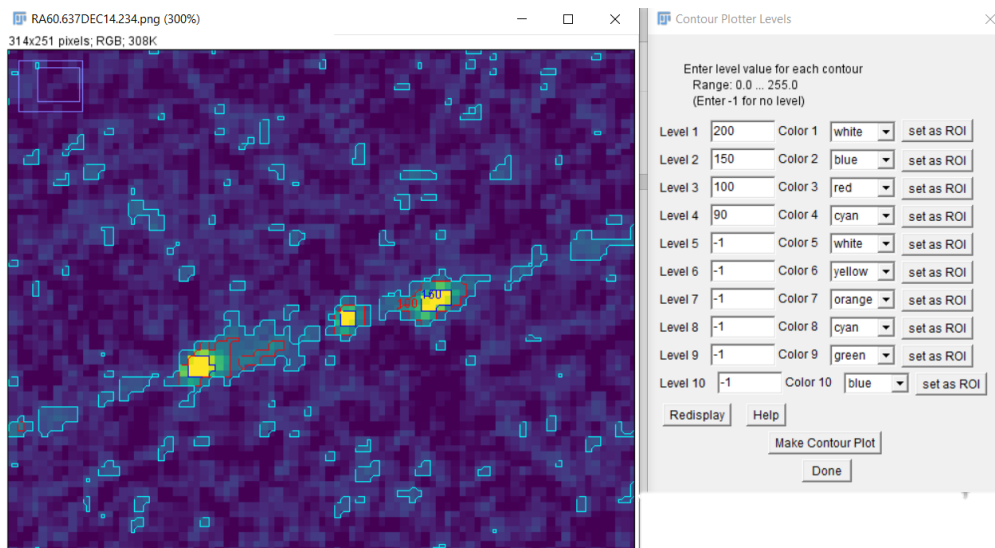 RA60.637DEC14.234.png (300%)
314x251 pixels; RGB; 308K
150
Contour Plotter Levels
Enter level value for each contour
Range: 0.0 ... 255.0
(Enter -1 for no level)
Level 1 200 Color 1 white set as ROI
Level 2 150 Color 2 blue set as ROI
Level 3 100 Color 3 red set as ROI
Level 4 90 Color 4 cyan set as ROI
Level 5 -1 Color 5 white set as ROI
Level 6 -1 Color 6 yellow set as ROI
Level 7 -1 Color 7 orange set as ROI
Level 8 -1 Color 8 cyan set as ROI
Level 9 -1 Color 9 green set as ROI
Level 10 -1 Color 10 blue set as ROI
Redisplay Help
Make Contour Plot
Done